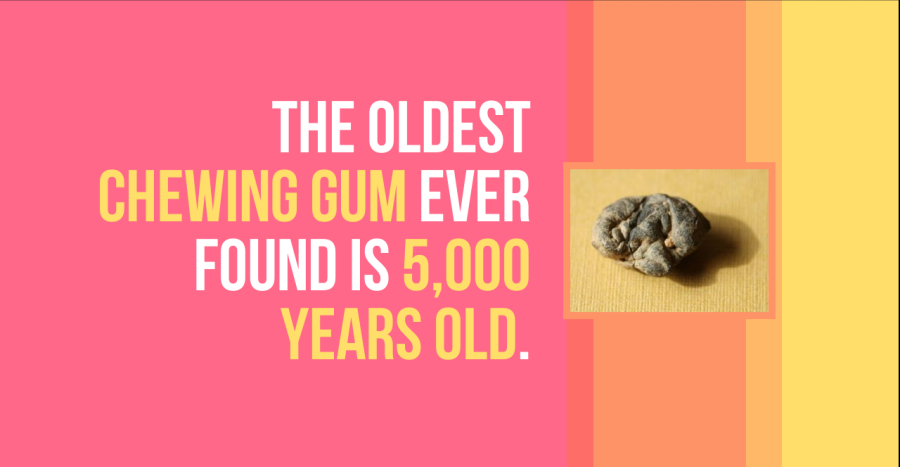 THE OLDEST
CHEWING GUM EVER
FOUND IS 5,000
YEARS OLD.